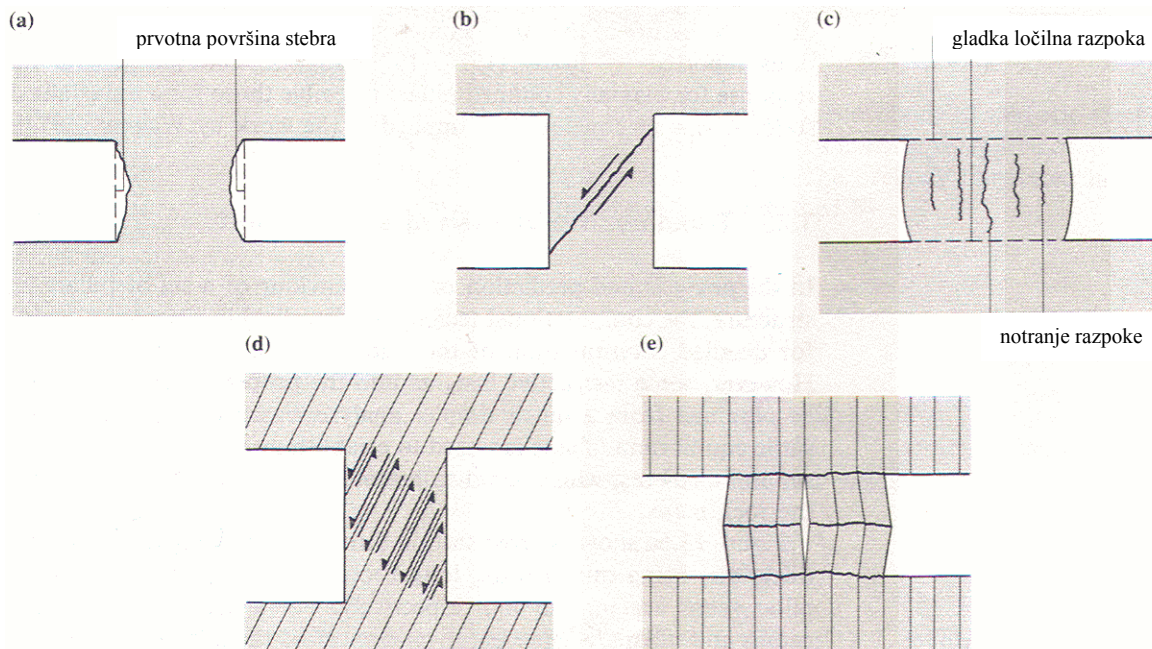 (a)
prvotna površina stebra
(b)
(c)
gladka ločilna razpoka
notranje razpoke
(d)
(e)